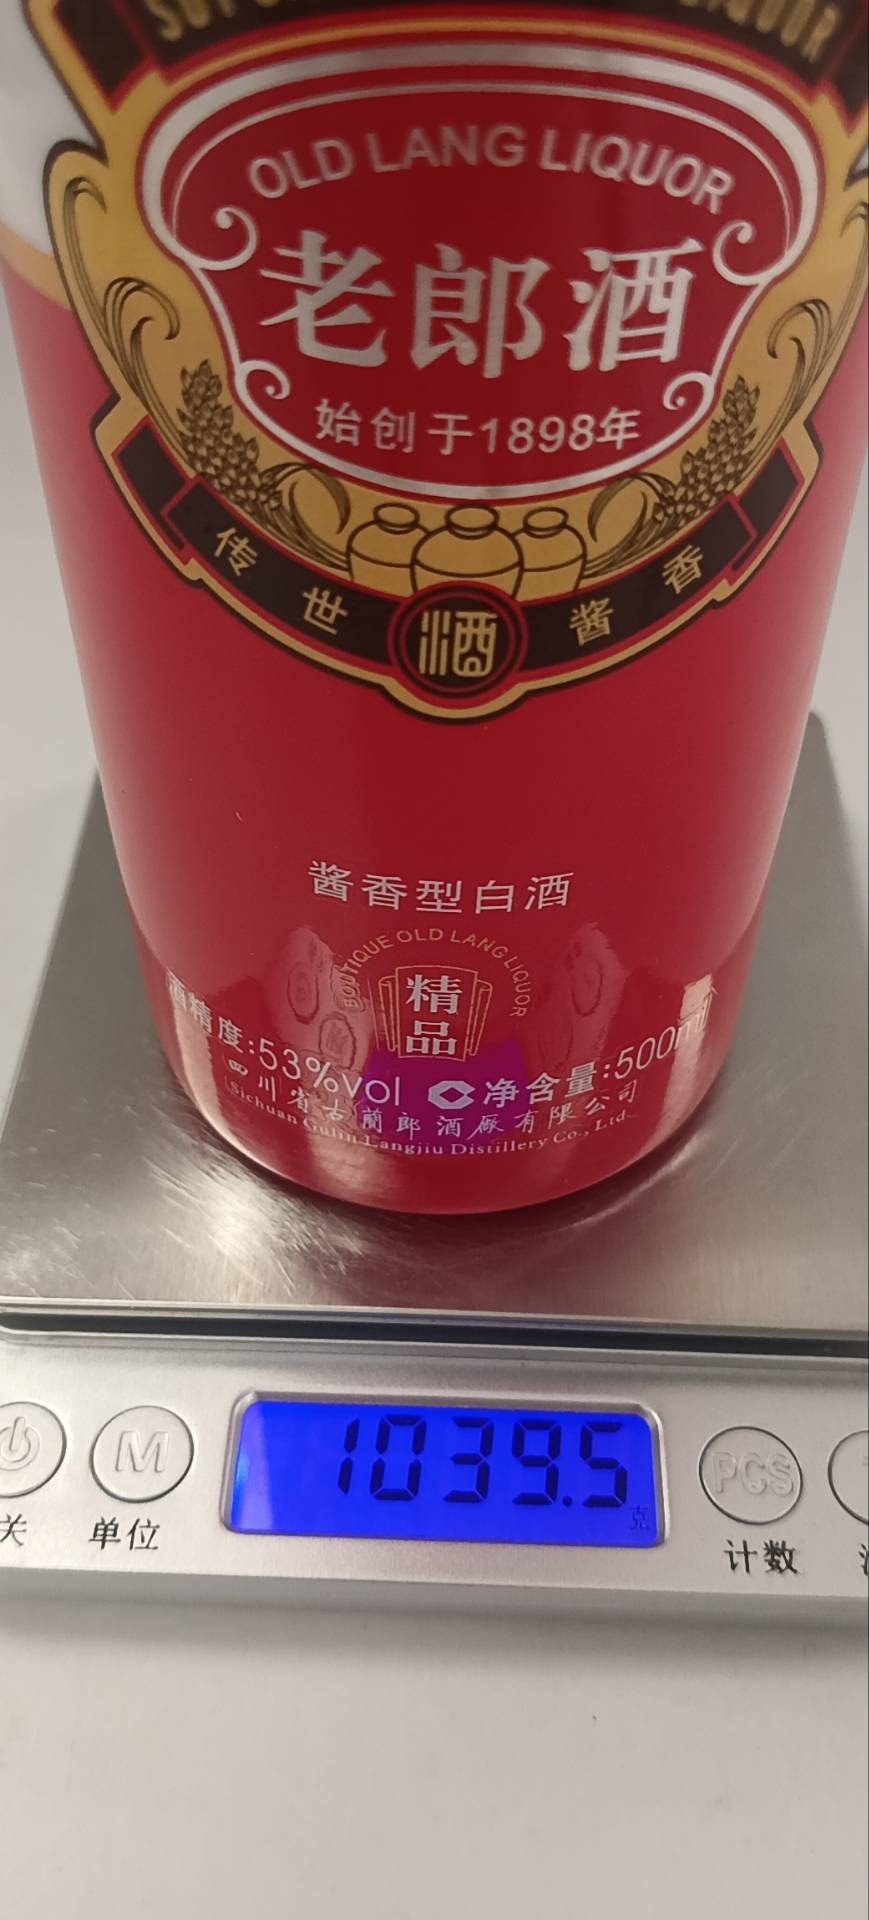 LIQUOR
OLD LANG LIQUOR
老郎酒
始创于1898年
传世 酒 酱香
酱香型白酒
BOUTIQUE OLD LANG LIQUOR
精
品
酒精度:53%vol 净含量:500ml
四川省古蔺郎酒厰有限公司
Sichuan Gulin Langjiu Distillery Co., Ltd.
1039.5
克
M
PCS
关
单位
计数